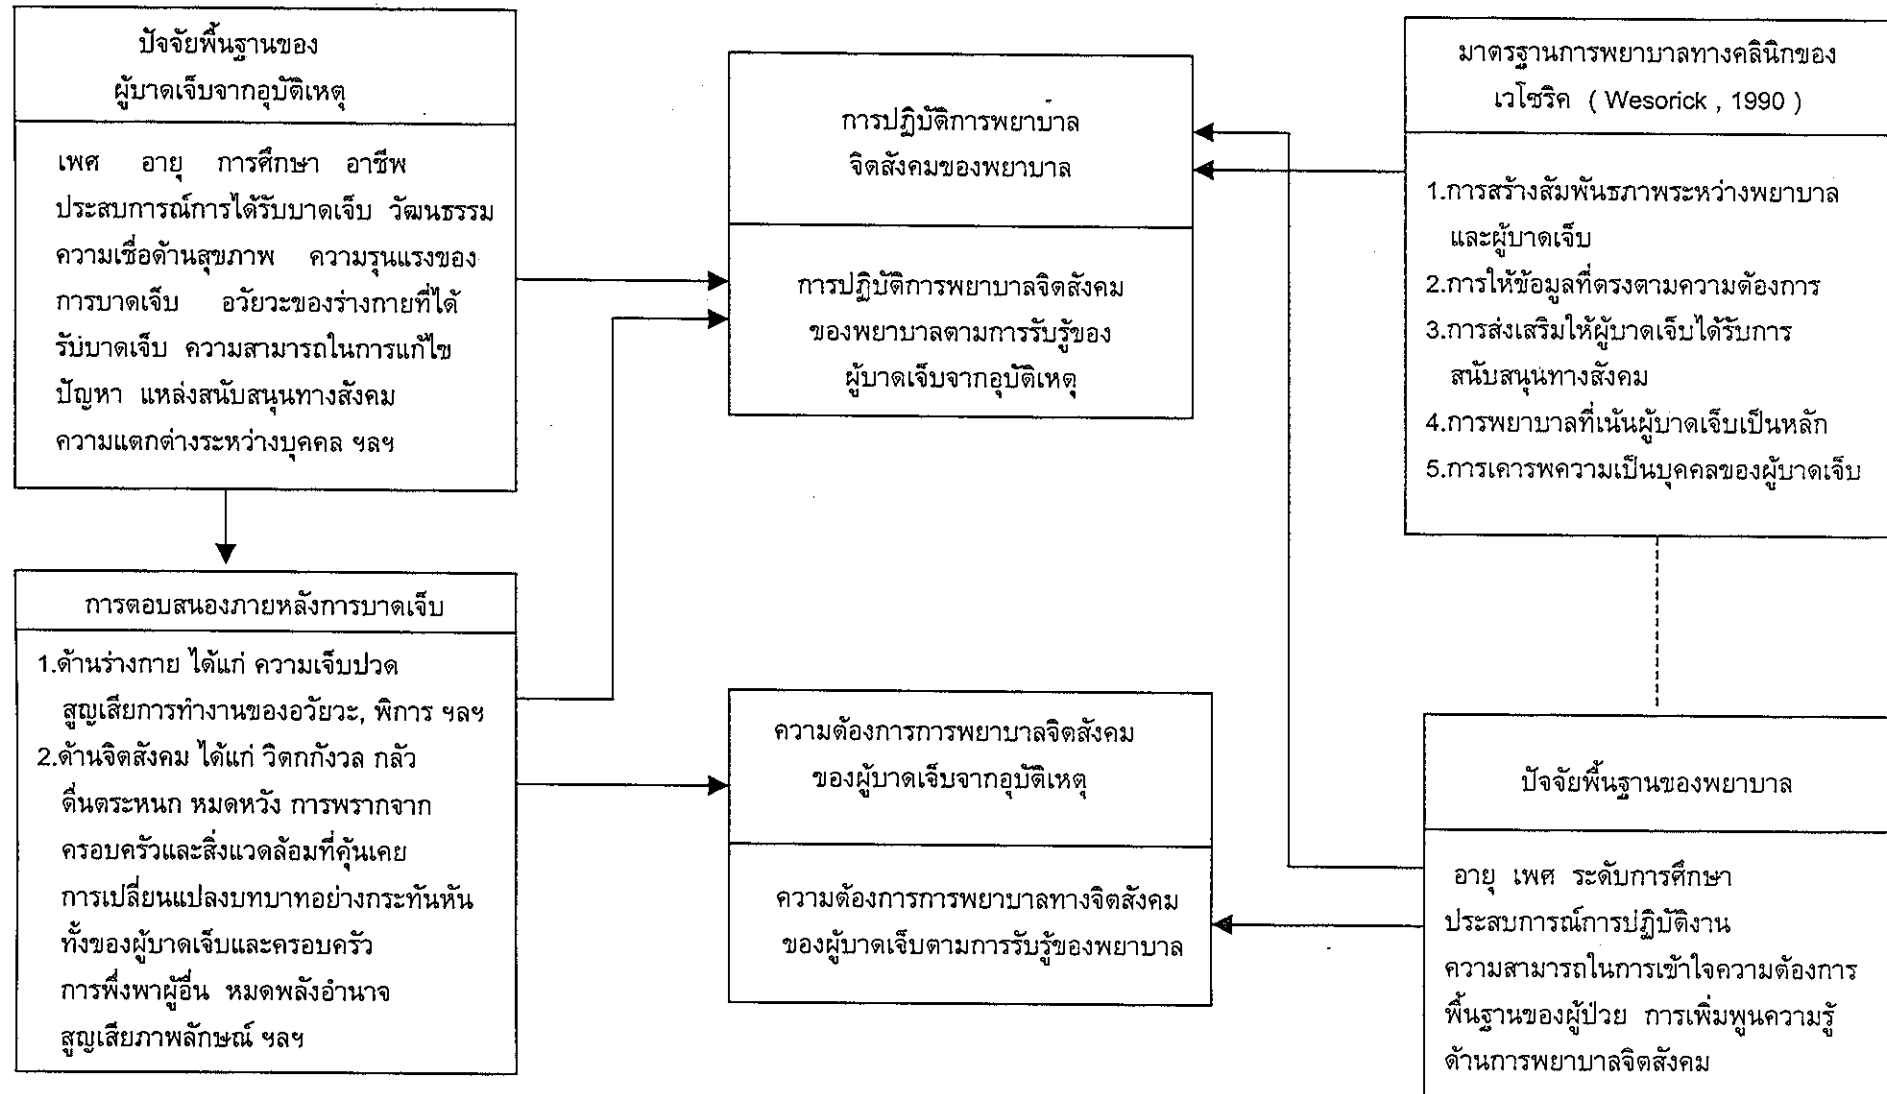 ปัจจัยพื้นฐานของ
ผู้บาดเจ็บจากอุบัติเหตุ
เพศ อายุ การศึกษา อาชีพ
ประสบการณ์การได้รับบาดเจ็บ วัฒนธรรม
ความเชื่อด้านสุขภาพ ความรุนแรงของ
การบาดเจ็บ อวัยวะของร่างกายที่ได้
รับบาดเจ็บ ความสามารถในการแก้ไข
ปัญหา แหล่งสนับสนุนทางสังคม
ความแตกต่างระหว่างบุคคล ฯลฯ
การตอบสนองภายหลังการบาดเจ็บ
1.ด้านร่างกาย ได้แก่ ความเจ็บปวด
สูญเสียการทำงานของอวัยวะ, พิการ ฯลฯ
2.ด้านจิตสังคม ได้แก่ วิตกกังวล กลัว
ตื่นตระหนก หมดหวัง การพรากจาก
ครอบครัวและสิ่งแวดล้อมที่คุ้นเคย
การเปลี่ยนแปลงบทบาทอย่างกระทันหัน
ทั้งของผู้บาดเจ็บและครอบครัว
การพึ่งพาผู้อื่น หมดพลังอำนาจ
สูญเสียภาพลักษณ์ ฯลฯ
การปฏิบัติการพยาบาล
จิตสังคมของพยาบาล
การปฏิบัติการพยาบาลจิตสังคม
ของพยาบาลตามการรับรู้ของ
ผู้บาดเจ็บจากอุบัติเหตุ
ความต้องการการพยาบาลจิตสังคม
ของผู้บาดเจ็บจากอุบัติเหตุ
ความต้องการการพยาบาลทางจิตสังคม
ของผู้บาดเจ็บตามการรับรู้ของพยาบาล
มาตรฐานการพยาบาลทางคลินิกของ
เวโซริค ( Wesorick , 1990 )
1.การสร้างสัมพันธภาพระหว่างพยาบาล
และผู้บาดเจ็บ
2.การให้ข้อมูลที่ตรงตามความต้องการ
3.การส่งเสริมให้ผู้บาดเจ็บได้รับการ
สนับสนุนทางสังคม
4.การพยาบาลที่เน้นผู้บาดเจ็บเป็นหลัก
5.การเคารพความเป็นบุคคลของผู้บาดเจ็บ
ปัจจัยพื้นฐานของพยาบาล
อายุ เพศ ระดับการศึกษา
ประสบการณ์การปฏิบัติงาน
ความสามารถในการเข้าใจความต้องการ
พื้นฐานของผู้ป่วย การเพิ่มพูนความรู้
ด้านการพยาบาลจิตสังคม